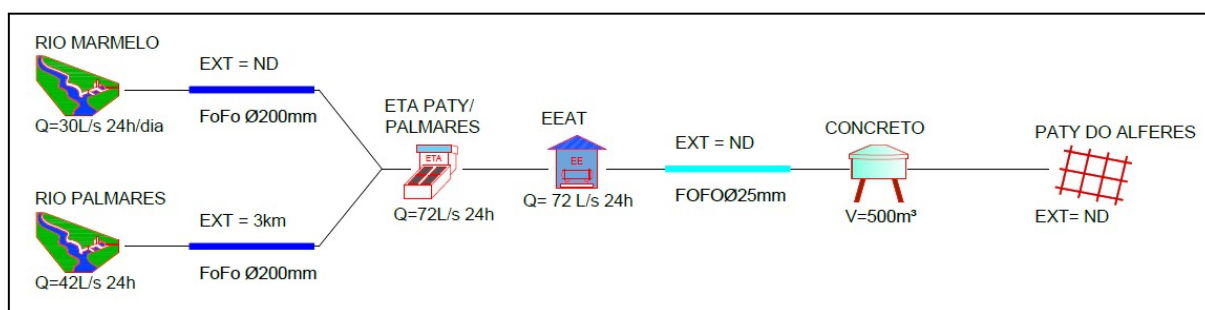 RIO MARMELO
EXT = ND
Q=30L/s 24h/dia
FoFo Ø200mm
RIO PALMARES
EXT = 3km
Q=42L/s 24h
FoFo Ø200mm
ETA PATY/
PALMARES
ETA
Q=72L/s 24h
EEAT
EE
Q= 72 L/s 24h
EXT = ND
FOFOØ25mm
CONCRETO
V=500m³
PATY DO ALFERES
EXT= ND